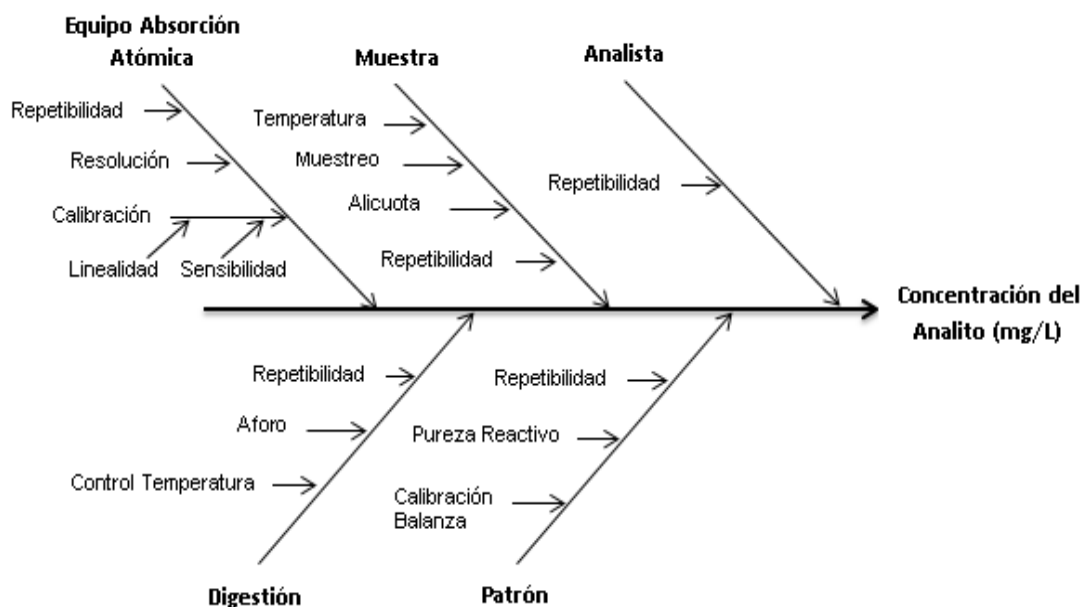 Equipo Absorción
Atómica
Muestra
Analista
Repetibilidad
Resolución
Calibración
Linealidad
Sensibilidad
Temperatura
Muestreo
Alicuota
Repetibilidad
Repetibilidad
Concentración del
Analito (mg/L)
Repetibilidad
Aforo
Control Temperatura
Digestión
Repetibilidad
Pureza Reactivo
Calibración
Balanza
Patrón